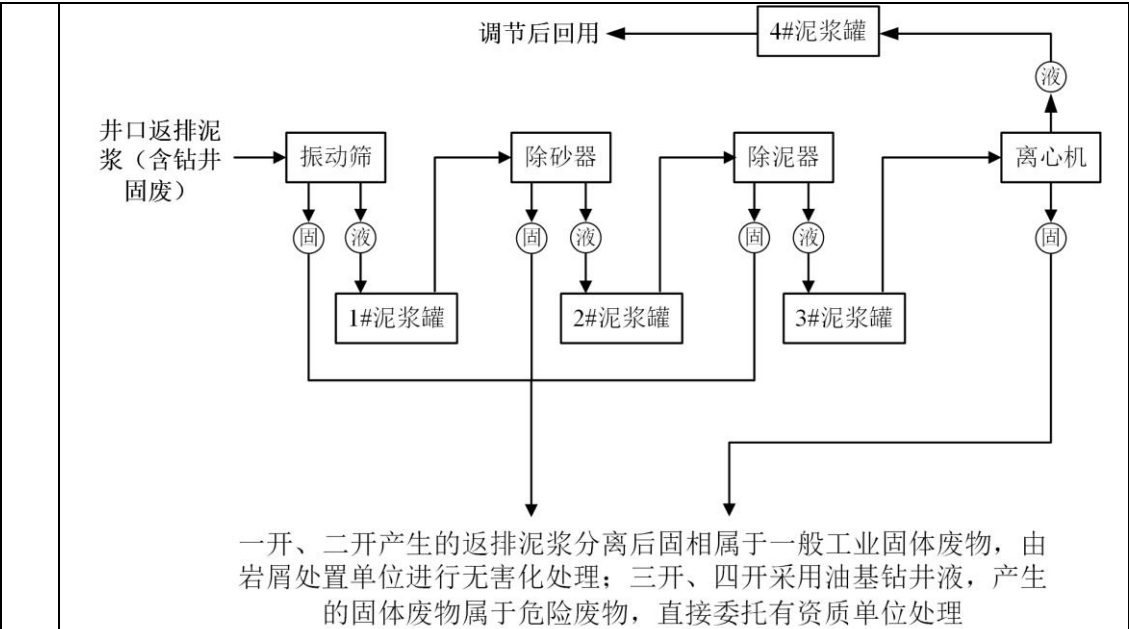 调节后回用
4#泥浆罐
液
井口返排泥
浆（含钻井
固废）
振动筛
除砂器
除泥器
离心机
固
液
固
液
固
液
固
1#泥浆罐
2#泥浆罐
3#泥浆罐
一开、二开产生的返排泥浆分离后固相属于一般工业固体废物，由
岩屑处置单位进行无害化处理；三开、四开采用油基钻井液，产生
的固体废物属于危险废物，直接委托有资质单位处理